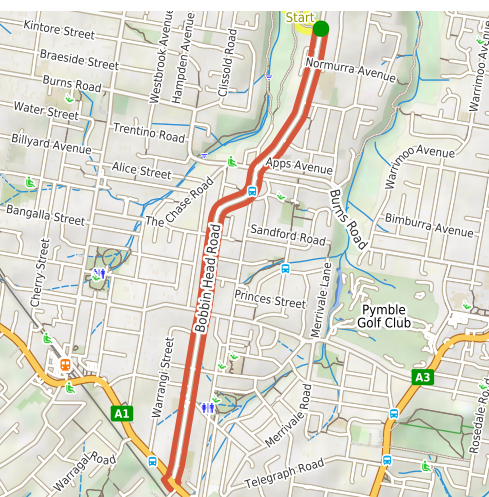 Start
Kintore Street
Westbrook Avenue
Hampden Avenue
Clissold Road
Braeside Street
Normurra Avenue
Burns Road
Warrimoo
Water Street
Trentino Road
Billyard Avenue
Warrimoo Avenue
Alice Street
Apps Avenue
The Chase Road
Burns Road
Bangalla Street
Bimburra Avenue
Sandford Road
Cherry Street
Bobbin Head Road
Merrivale Lane
Princes Street
Pymble
Golf Club
Warrangi Street
A3
A1
Merrivale Road
Rosedale Road
Warragal Road
Telegraph Road